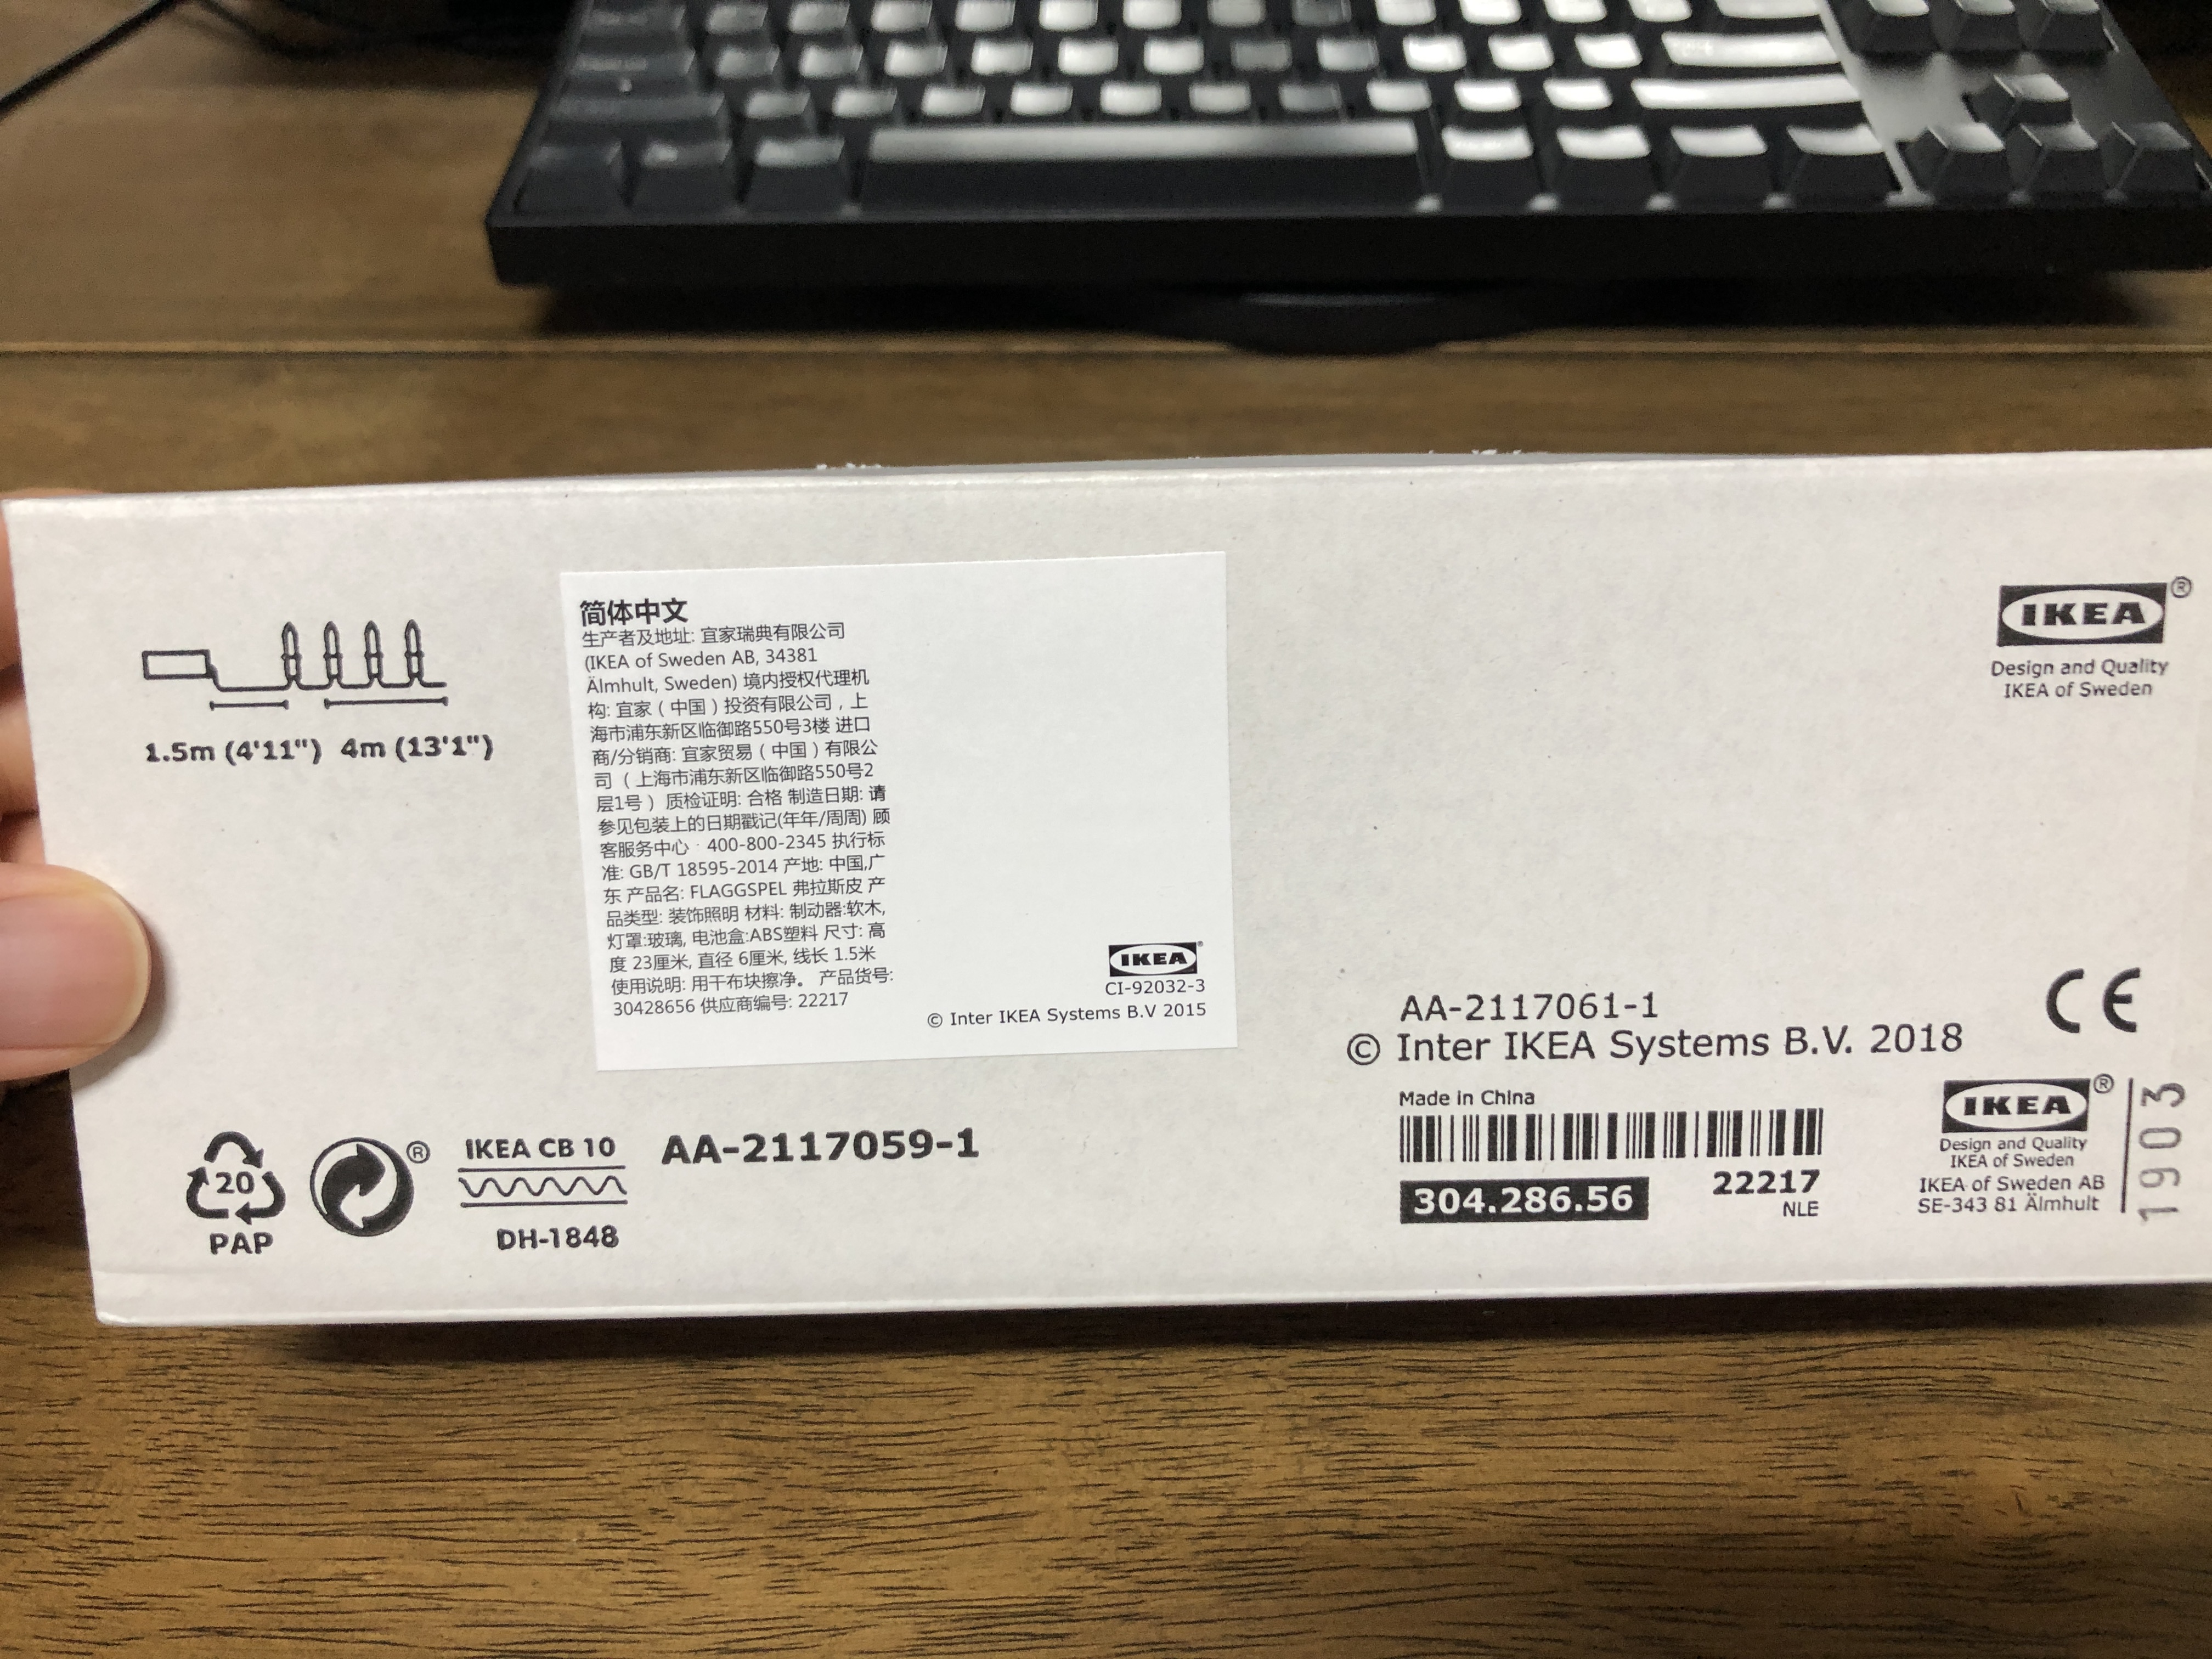 1.5m (4'11")  4m (13'1")
简体中文
生产者及地址: 宜家瑞典有限公司
(IKEA of Sweden AB, 34381
Älmhult, Sweden) 境内授权代理机
构: 宜家（中国）投资有限公司，上
海市浦东新区临御路550号3楼 进口
商/分销商: 宜家贸易（中国）有限公
司（上海市浦东新区临御路550号2
层1号） 质检证明: 合格 制造日期: 请
参见包装上的日期戳记(年年/周周) 顾
客服务中心: 400-800-2345 执行标
准: GB/T 18595-2014 产地: 中国,广
东 产品名: FLAGGSPEL 弗拉斯皮 产
品类型: 装饰照明 材料: 制动器:软木,
灯罩:玻璃, 电池盒:ABS塑料 尺寸: 高
度 23厘米, 直径 6厘米, 线长 1.5米
使用说明: 用干布块擦净。 产品货号:
30428656 供应商编号: 22217
IKEA
CI-92032-3
© Inter IKEA Systems B.V 2015
IKEA®
Design and Quality
IKEA of Sweden
AA-2117061-1
© Inter IKEA Systems B.V. 2018
CE
Made in China
304.286.56
22217
NLE
IKEA®
Design and Quality
IKEA of Sweden
IKEA of Sweden AB
SE-343 81 Älmhult
1903
20
PAP
®
IKEA CB 10
DH-1848
AA-2117059-1